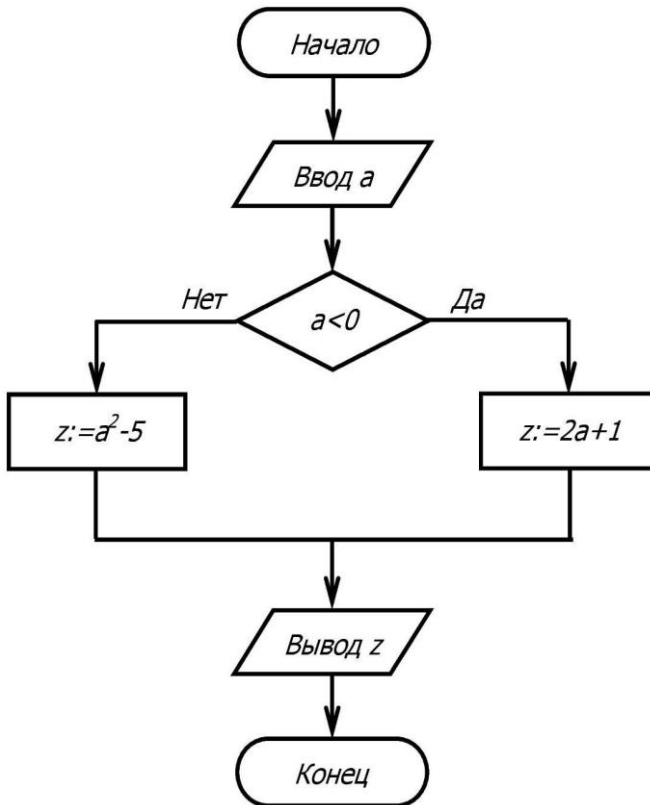 Начало
Ввод a
a<0
Нет
Да
z:=a²-5
z:=2a+1
Вывод z
Конец